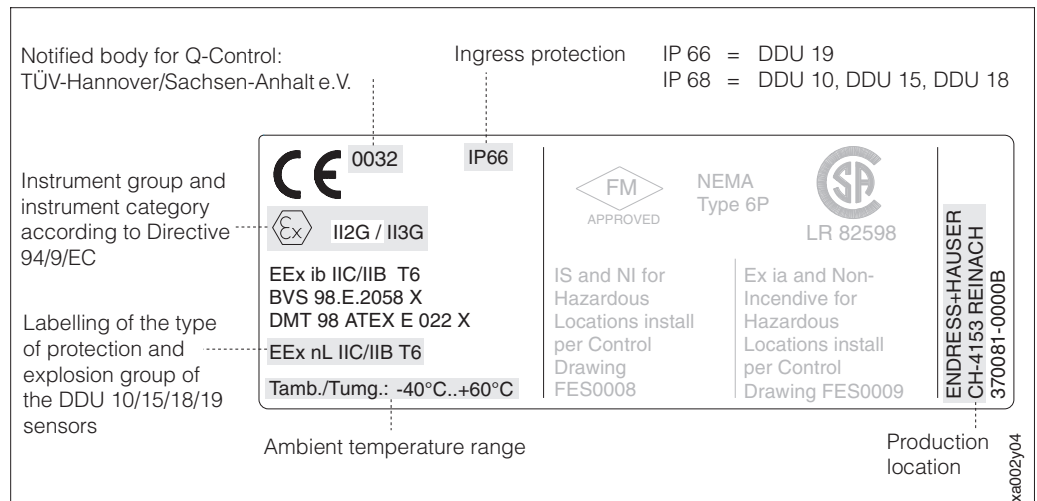 Notified body for Q-Control:
TÜV-Hannover/Sachsen-Anhalt e.V.
Ingress protection
IP 66 = DDU 19
IP 68 = DDU 10, DDU 15, DDU 18
Instrument group and
instrument category
according to Directive
94/9/EC
Labelling of the type
of protection and
explosion group of
the DDU 10/15/18/19
sensors
CE 0032 IP66
Ex II2G / II3G
EEx ib IIC/IIB T6
BVS 98.E.2058 X
DMT 98 ATEX E 022 X
EEx nL IIC/IIB T6
Tamb./Tumg.: -40°C..+60°C
FM
APPROVED
NEMA
Type 6P
SA
LR 82598
IS and NI for
Hazardous
Locations install
per Control
Drawing
FES0008
Ex ia and Non-
Incendive for
Hazardous
Locations install
per Control
Drawing FES0009
ENDRESS+HAUSER
CH-4153 REINACH
370081-0000B
Ambient temperature range
Production
location
xa002y04